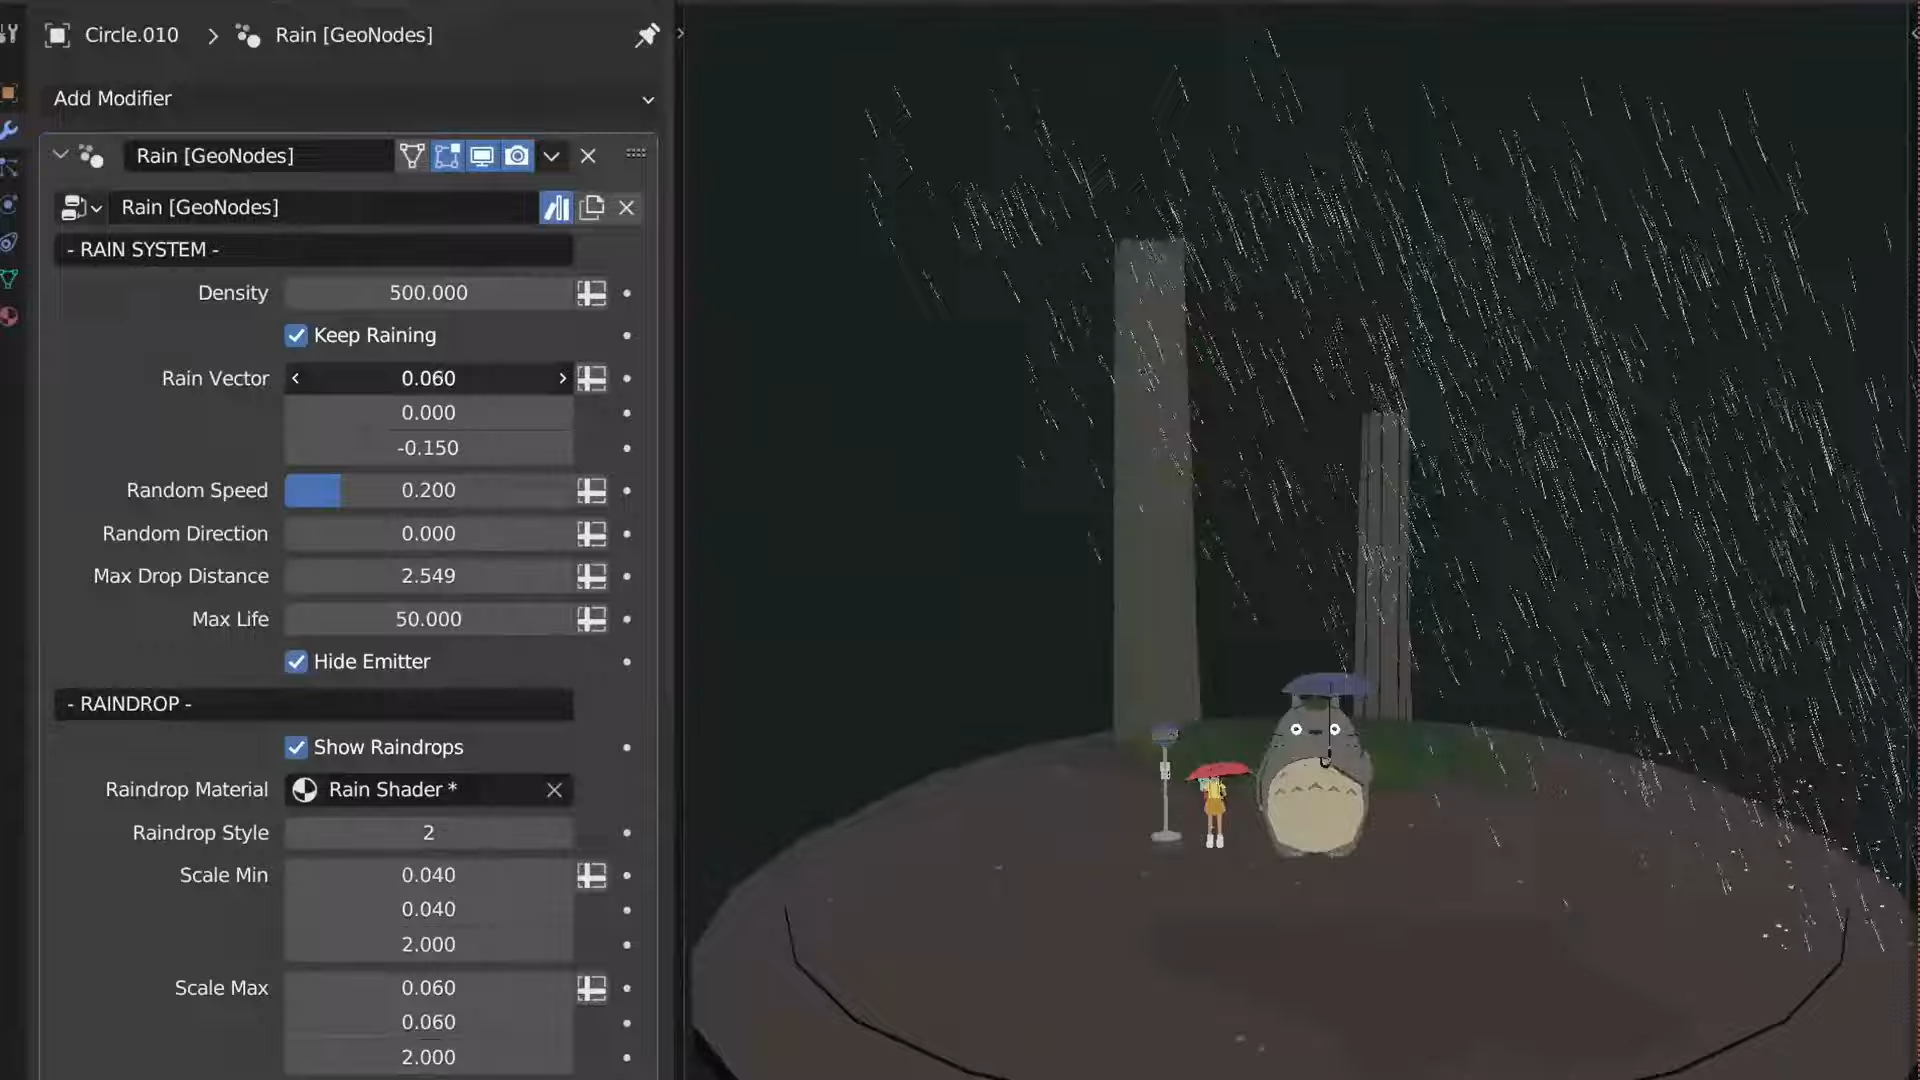 Circle.010 > Rain [GeoNodes]
Add Modifier
Rain [GeoNodes]
Rain [GeoNodes]
- RAIN SYSTEM -
Density 500.000
Keep Raining
Rain Vector 0.060
0.000
-0.150
Random Speed 0.200
Random Direction 0.000
Max Drop Distance 2.549
Max Life 50.000
Hide Emitter
- RAINDROP -
Show Raindrops
Raindrop Material Rain Shader *
Raindrop Style 2
Scale Min 0.040
0.040
2.000
Scale Max 0.060
0.060
2.000